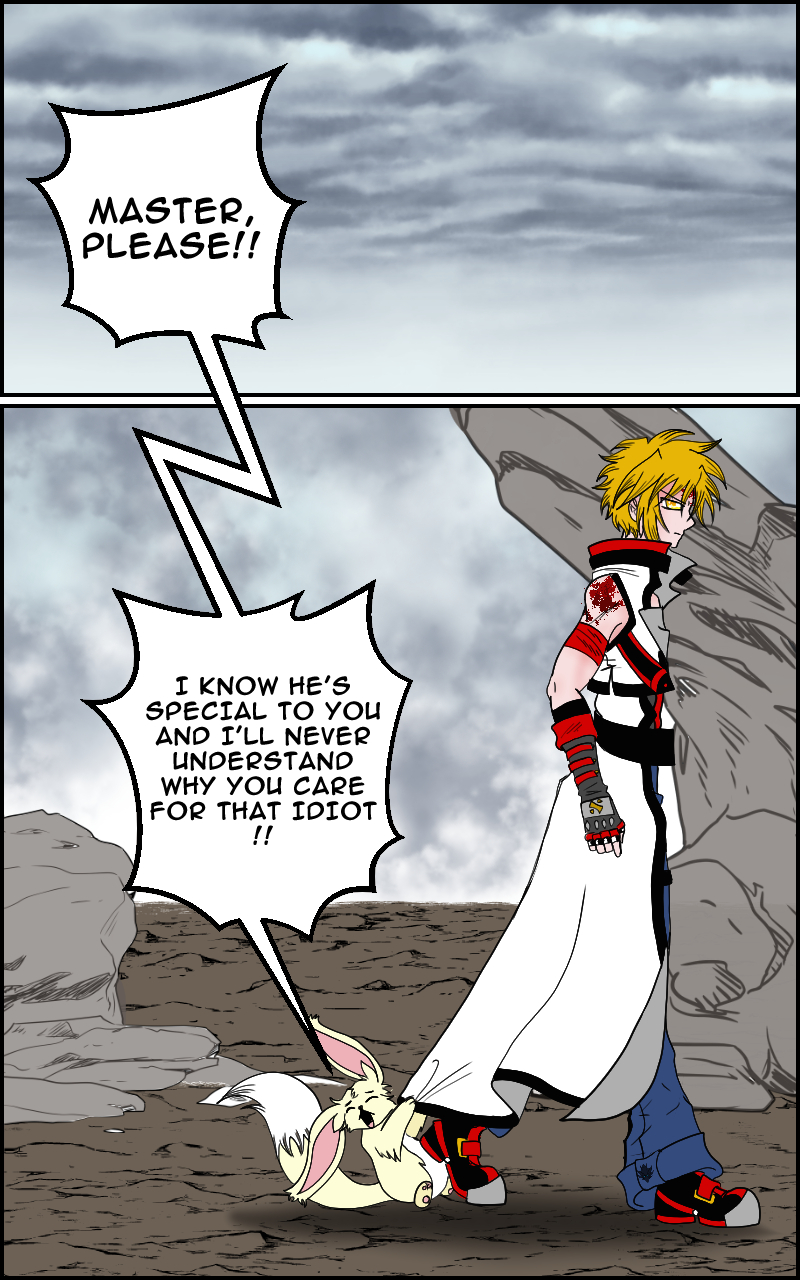 MASTER,
PLEASE!!
I KNOW HE'S
SPECIAL TO YOU
AND I'LL NEVER
UNDERSTAND
WHY YOU CARE
FOR THAT IDIOT
!!